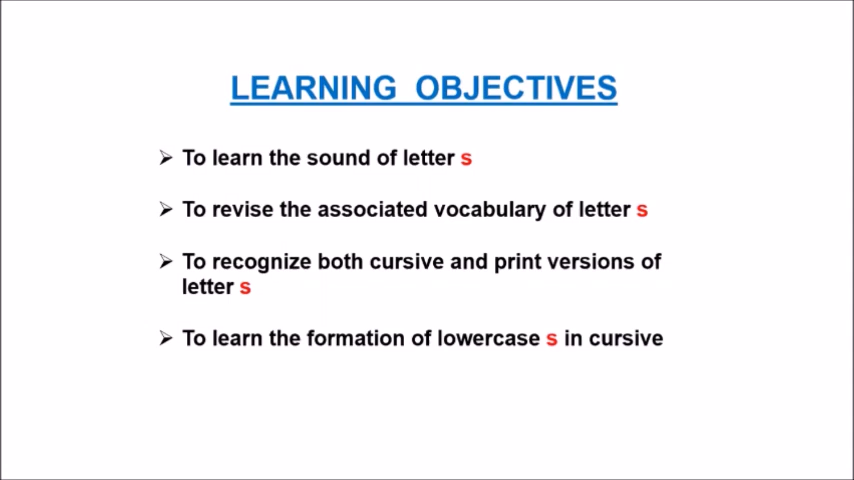 LEARNING OBJECTIVES
➢ To learn the sound of letter s
➢ To revise the associated vocabulary of letter s
➢ To recognize both cursive and print versions of
letter s
➢ To learn the formation of lowercase s in cursive